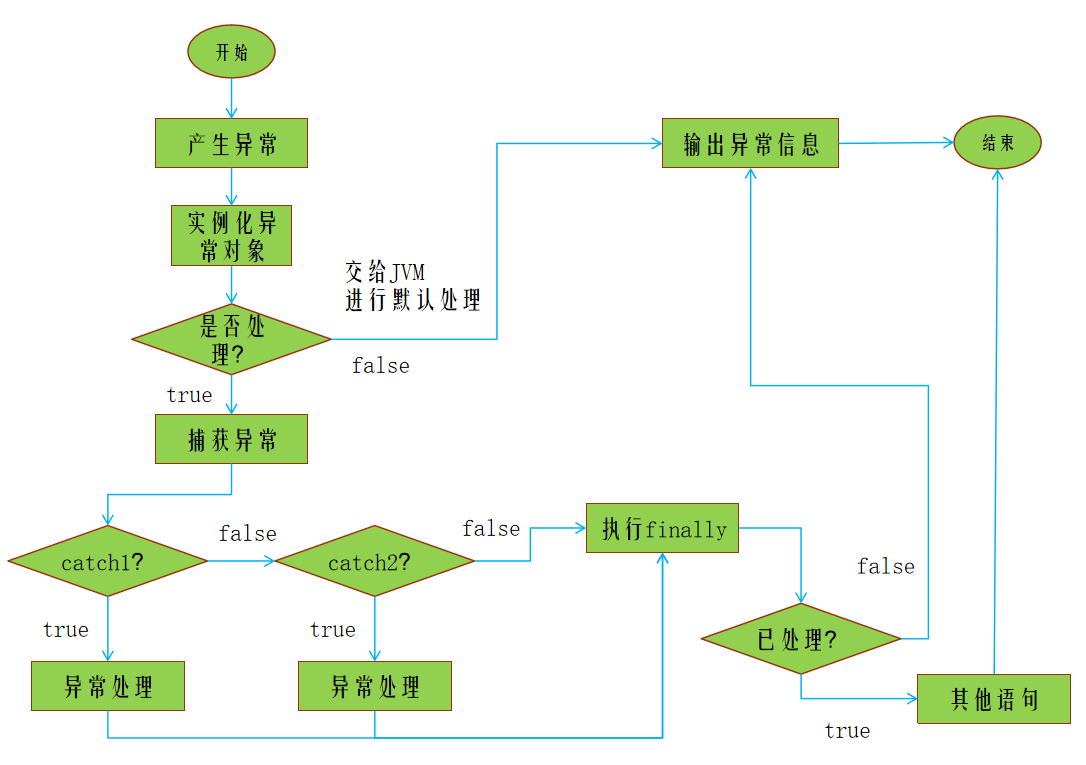 开始
产生异常
实例化异
常对象
是否处
理?
交给JVM
进行默认处理
false
true
捕获异常
输出异常信息
结束
catch1?
false
catch2?
false
执行finally
true
异常处理
true
异常处理
已处理?
false
true
其他语句